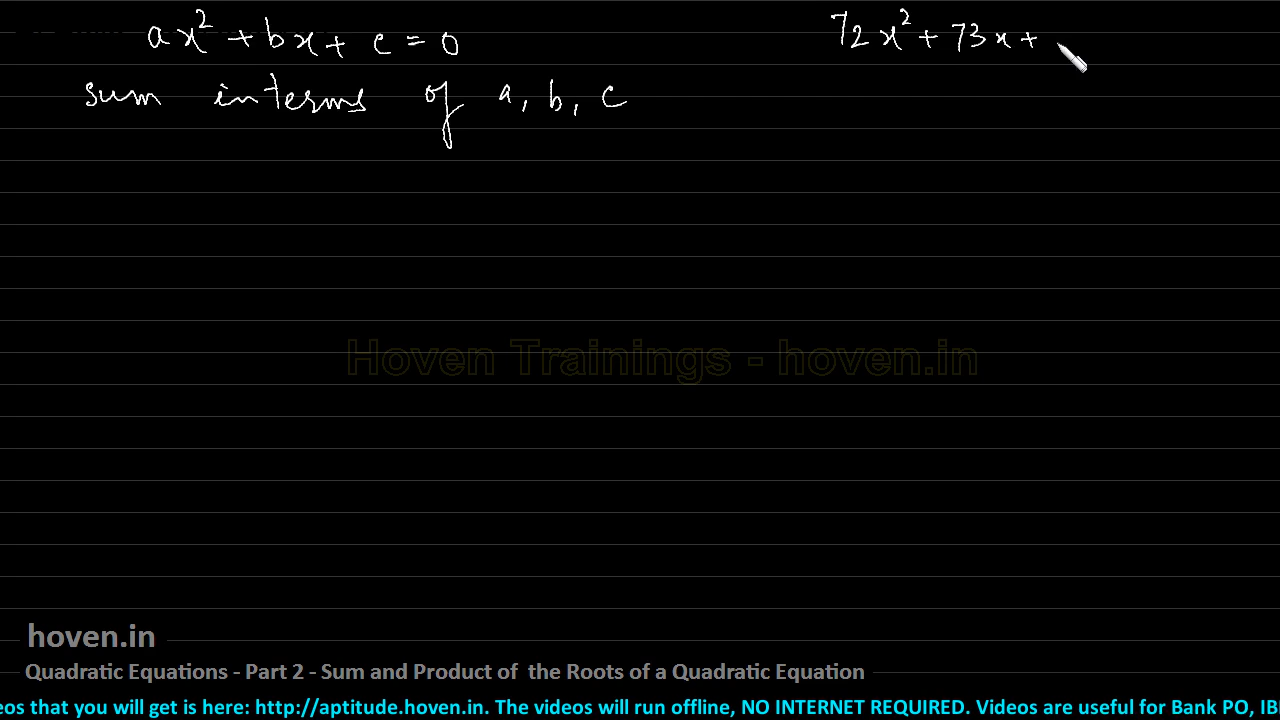 ax² + bx + c = 0
72x² + 73x +
sum in terms of a, b, c
Hoven Trainings - hoven.in
hoven.in
Quadratic Equations - Part 2 - Sum and Product of the Roots of a Quadratic Equation
eos that you will get is here: http://aptitude.hoven.in. The videos will run offline, NO INTERNET REQUIRED. Videos are useful for Bank PO, IB